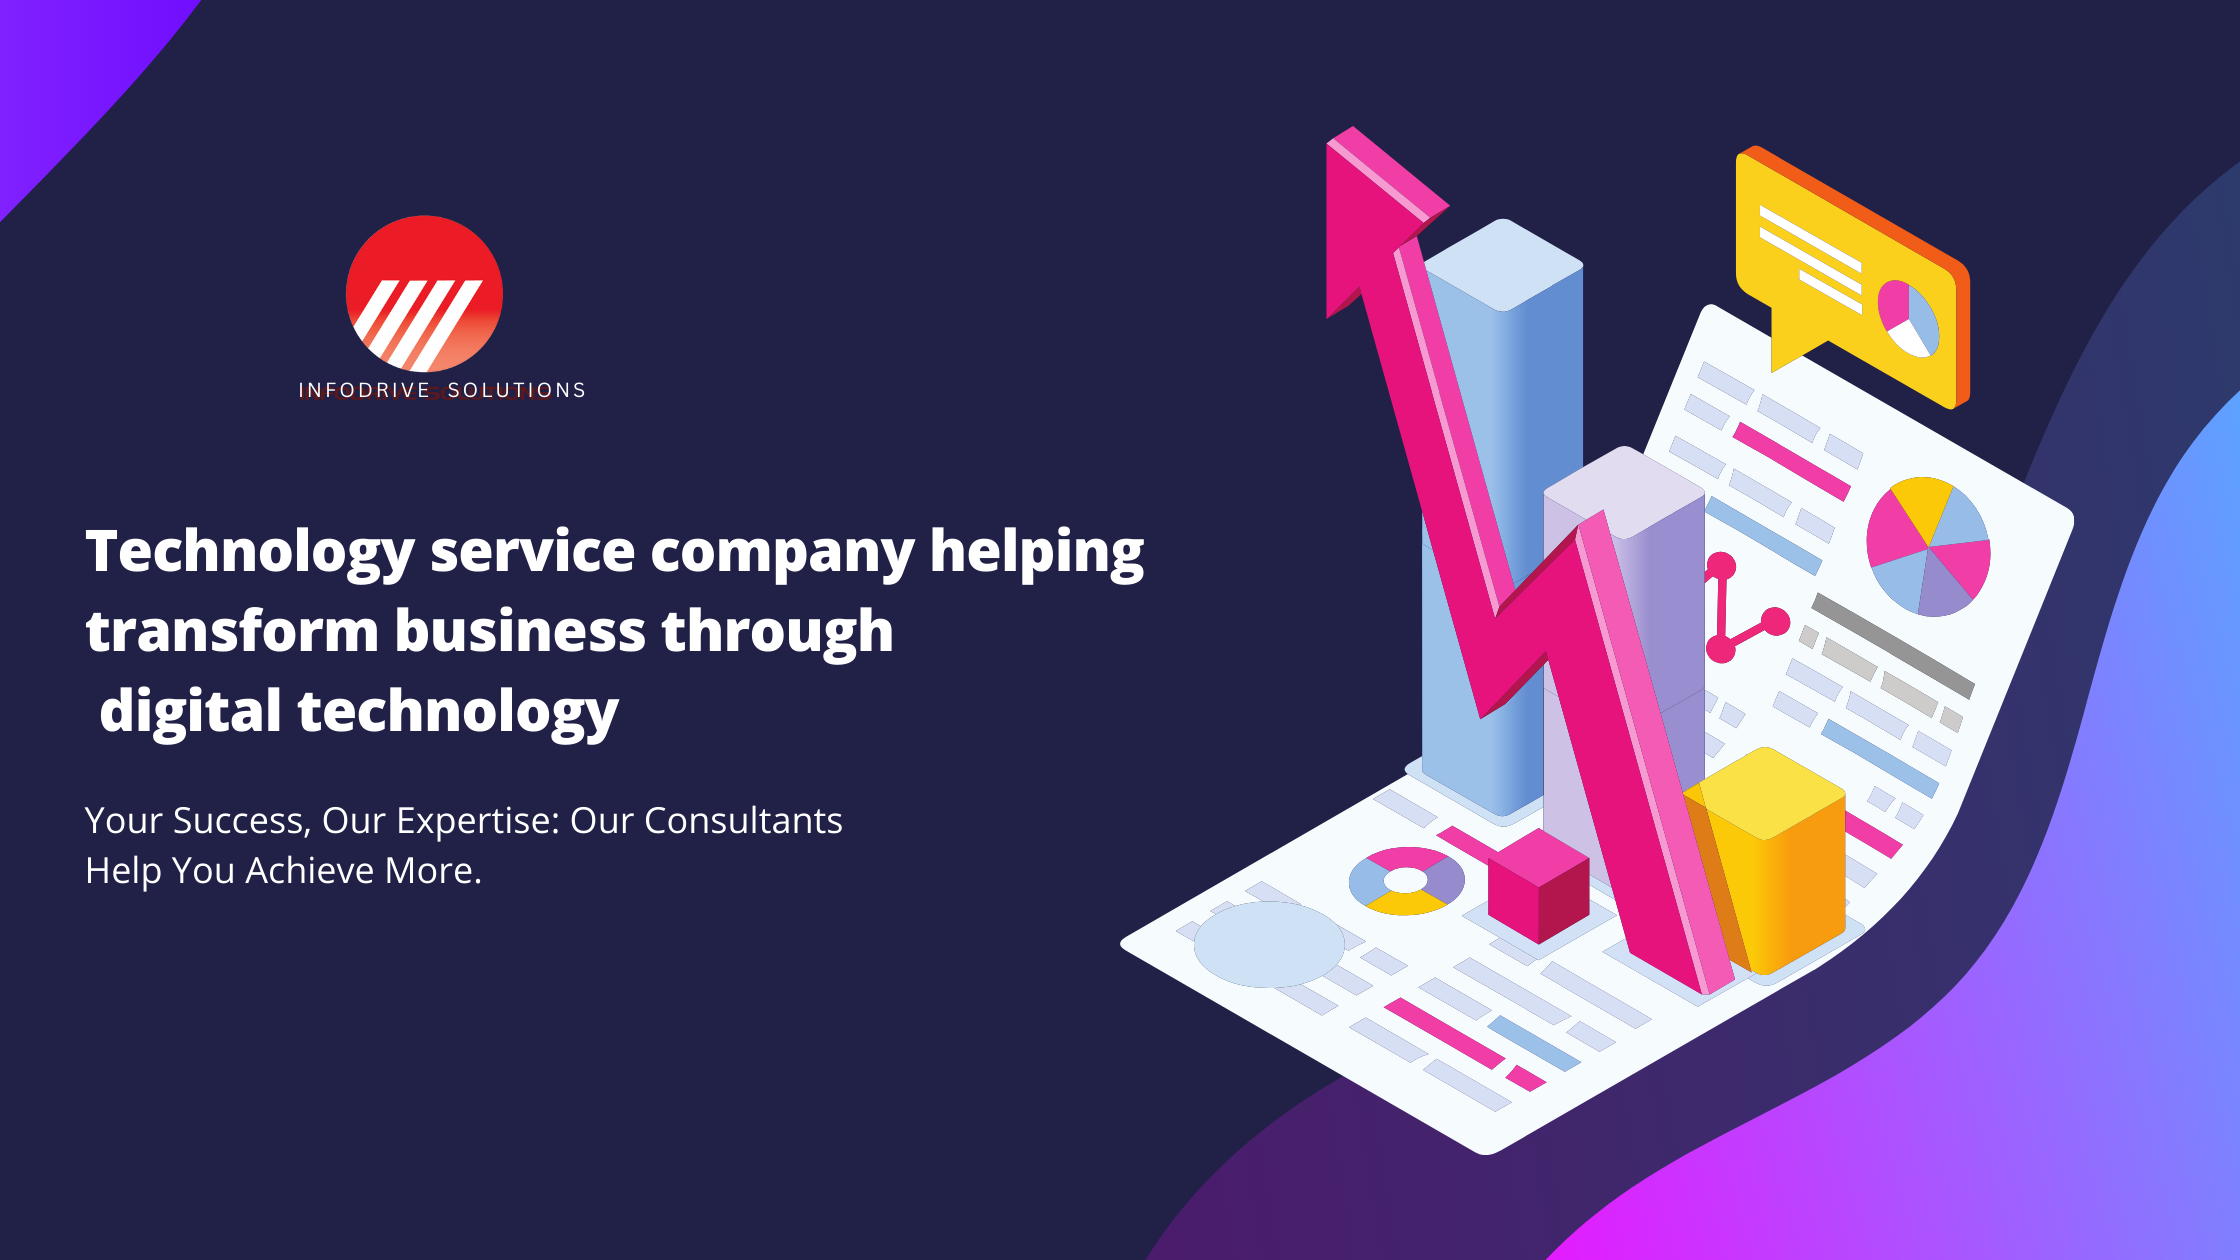 INFODRIVE SOLUTIONS
Technology service company helping
transform business through
digital technology
Your Success, Our Expertise: Our Consultants
Help You Achieve More.